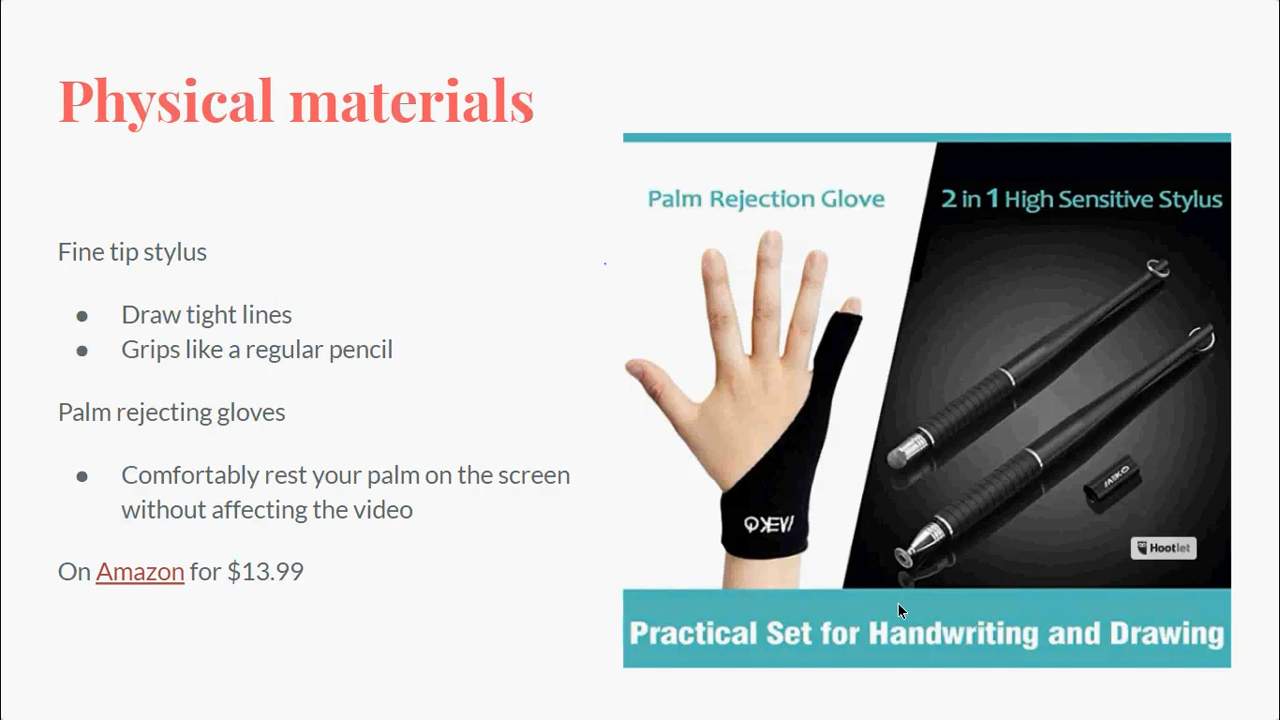 Physical materials
Fine tip stylus
● Draw tight lines
● Grips like a regular pencil
Palm rejecting gloves
● Comfortably rest your palm on the screen
without affecting the video
On Amazon for $13.99
Palm Rejection Glove
2 in 1 High Sensitive Stylus
MEKO
Hootlet
Practical Set for Handwriting and Drawing